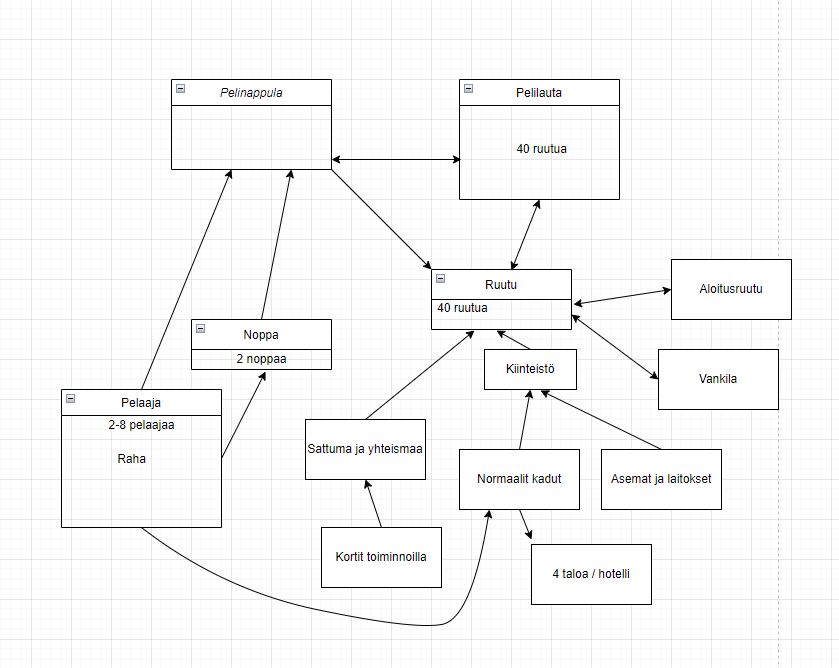 Pelinappula
Pelilauta
40 ruutua
Ruutu
40 ruutua
Aloitusruutu
Noppa
2 noppaa
Kiinteistö
Vankila
Pelaaja
2-8 pelaajaa
Raha
Sattuma ja yhteismaa
Normaalit kadut
Asemat ja laitokset
Kortit toiminnoilla
4 taloa / hotelli